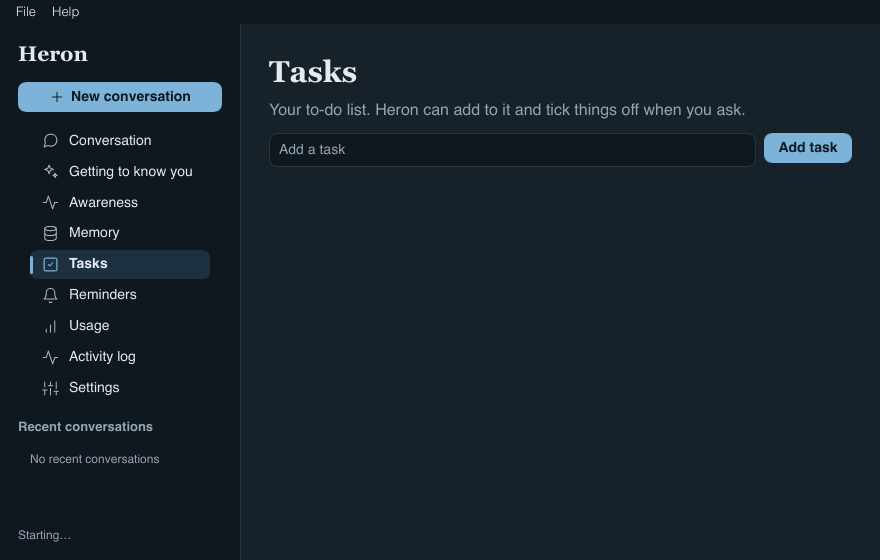 File Help
Heron
New conversation
Conversation
Getting to know you
Awareness
Memory
Tasks
Reminders
Usage
Activity log
Settings
Recent conversations
No recent conversations
Starting…
Tasks
Your to-do list. Heron can add to it and tick things off when you ask.
Add a task
Add task